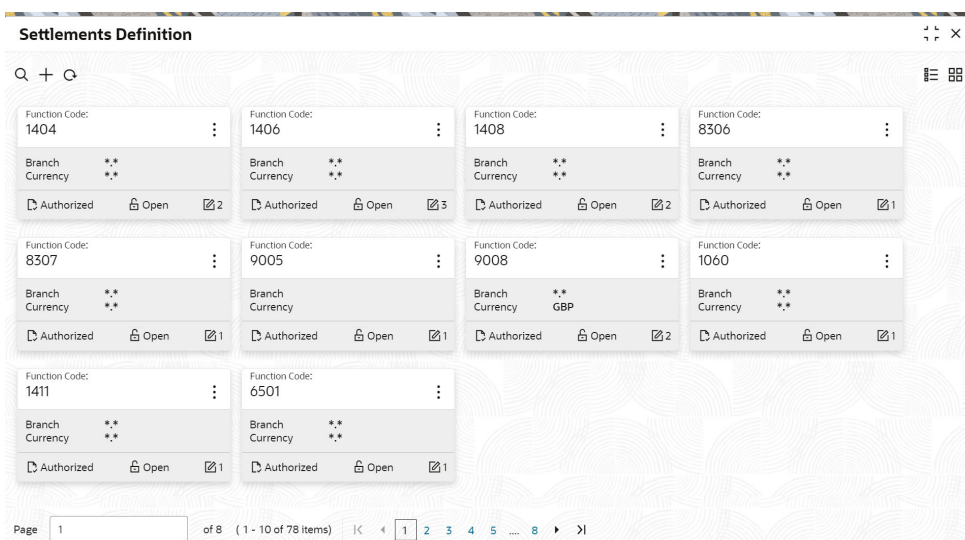 Settlements Definition
Function Code:
1404
Branch *.*
Currency *.*
Authorized Open 2
Function Code:
1406
Branch *.*
Currency *.*
Authorized Open 3
Function Code:
1408
Branch *.*
Currency *.*
Authorized Open 2
Function Code:
8306
Branch *.*
Currency *.*
Authorized Open 1
Function Code:
8307
Branch *.*
Currency *.*
Authorized Open 1
Function Code:
9005
Branch
Currency
Authorized Open 1
Function Code:
9008
Branch *.*
Currency GBP
Authorized Open 2
Function Code:
1060
Branch *.*
Currency *.*
Authorized Open 1
Function Code:
1411
Branch *.*
Currency *.*
Authorized Open 1
Function Code:
6501
Branch *.*
Currency *.*
Authorized Open 1
Page 1 of 8 (1 - 10 of 78 items) 1 2 3 4 5 .... 8